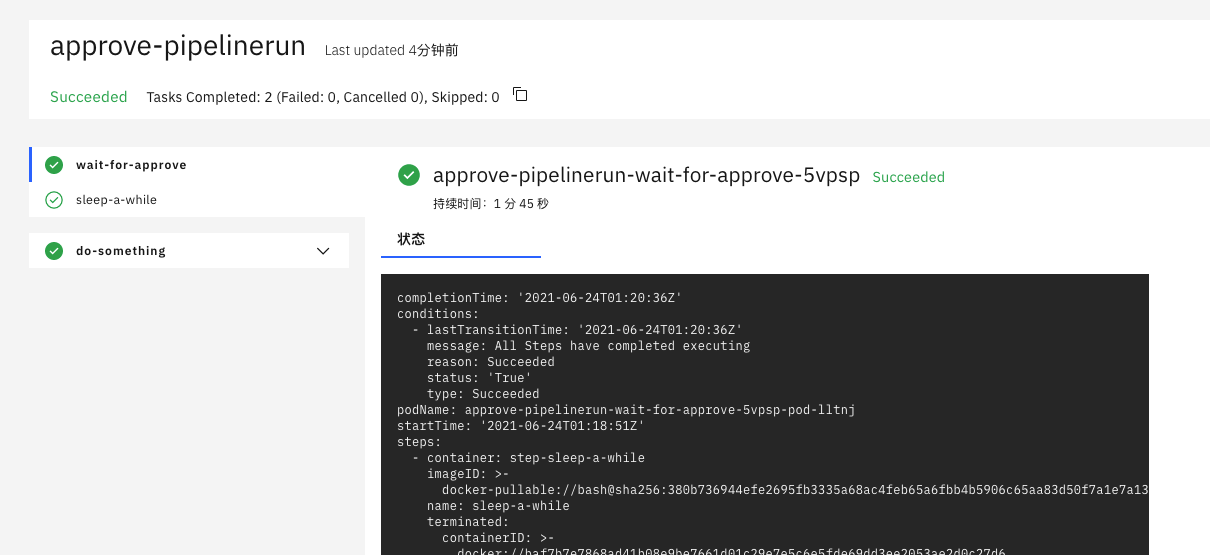 approve-pipelinerun Last updated 4分钟前
Succeeded Tasks Completed: 2 (Failed: 0, Cancelled 0), Skipped: 0
wait-for-approve
sleep-a-while
do-something
approve-pipelinerun-wait-for-approve-5vpsp Succeeded
持续时间：1 分 45 秒
状态
completionTime: '2021-06-24T01:20:36Z'
conditions:
- lastTransitionTime: '2021-06-24T01:20:36Z'
message: All Steps have completed executing
reason: Succeeded
status: 'True'
type: Succeeded
podName: approve-pipelinerun-wait-for-approve-5vpsp-pod-lltnj
startTime: '2021-06-24T01:18:51Z'
steps:
- container: step-sleep-a-while
imageID: >-
docker-pullable://bash@sha256:380b736944efe2695fb3335a68ac4feb65a6fbb4b5906c65aa83d50f7a1e7a13
name: sleep-a-while
terminated:
containerID: >-